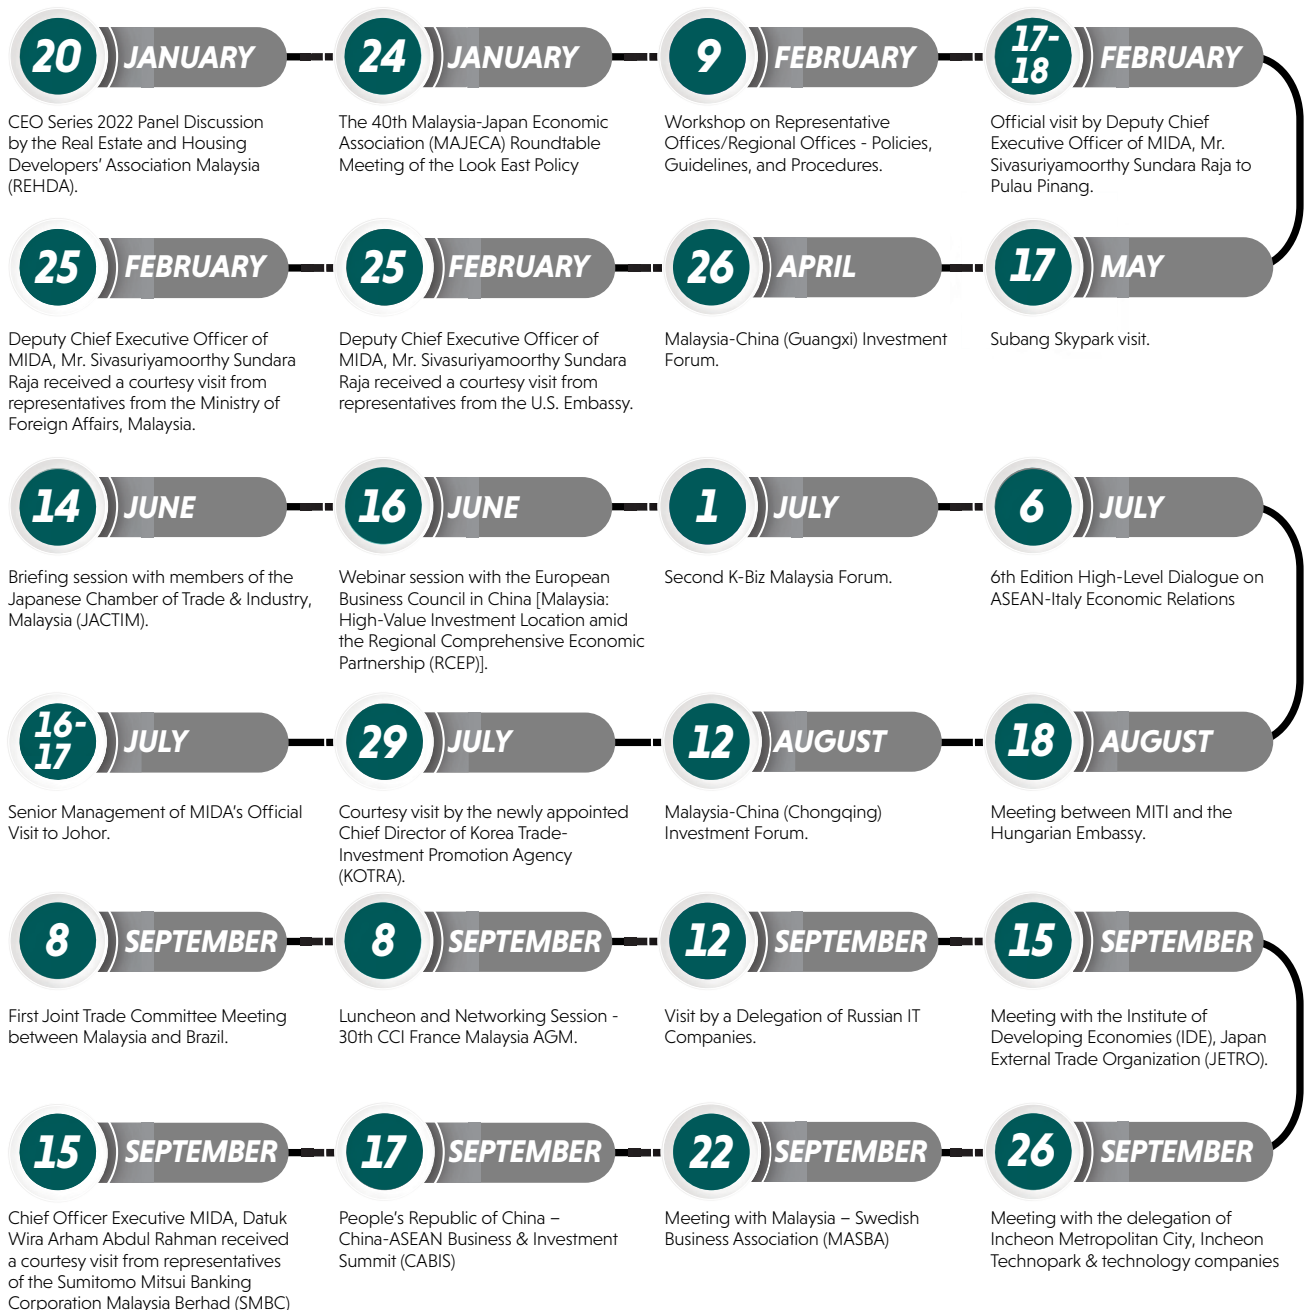 20 JANUARY
CEO Series 2022 Panel Discussion
by the Real Estate and Housing
Developers' Association Malaysia
(REHDA).
24 JANUARY
The 40th Malaysia-Japan Economic
Association (MAJECA) Roundtable
Meeting of the Look East Policy
9 FEBRUARY
Workshop on Representative
Offices/Regional Offices - Policies,
Guidelines, and Procedures.
17-
18 FEBRUARY
Official visit by Deputy Chief
Executive Officer of MIDA, Mr.
Sivasuriyamoorthy Sundara Raja to
Pulau Pinang.
25 FEBRUARY
Deputy Chief Executive Officer of
MIDA, Mr. Sivasuriyamoorthy Sundara
Raja received a courtesy visit from
representatives from the Ministry of
Foreign Affairs, Malaysia.
25 FEBRUARY
Deputy Chief Executive Officer of
MIDA, Mr. Sivasuriyamoorthy Sundara
Raja received a courtesy visit from
representatives from the U.S. Embassy.
26 APRIL
Malaysia-China (Guangxi) Investment
Forum.
17 MAY
Subang Skypark visit.
14 JUNE
Briefing session with members of the
Japanese Chamber of Trade & Industry,
Malaysia (JACTIM).
16 JUNE
Webinar session with the European
Business Council in China [Malaysia:
High-Value Investment Location amid
the Regional Comprehensive Economic
Partnership (RCEP)].
1 JULY
Second K-Biz Malaysia Forum.
6 JULY
6th Edition High-Level Dialogue on
ASEAN-Italy Economic Relations
16-
17 JULY
Senior Management of MIDA's Official
Visit to Johor.
29 JULY
Courtesy visit by the newly appointed
Chief Director of Korea Trade-
Investment Promotion Agency
(KOTRA).
12 AUGUST
Malaysia-China (Chongqing)
Investment Forum.
18 AUGUST
Meeting between MITI and the
Hungarian Embassy.
8 SEPTEMBER
First Joint Trade Committee Meeting
between Malaysia and Brazil.
8 SEPTEMBER
Luncheon and Networking Session -
30th CCI France Malaysia AGM.
12 SEPTEMBER
Visit by a Delegation of Russian IT
Companies.
15 SEPTEMBER
Meeting with the Institute of
Developing Economies (IDE), Japan
External Trade Organization (JETRO).
15 SEPTEMBER
Chief Officer Executive MIDA, Datuk
Wira Arham Abdul Rahman received
a courtesy visit from representatives
of the Sumitomo Mitsui Banking
Corporation Malaysia Berhad (SMBC)
17 SEPTEMBER
People's Republic of China –
China-ASEAN Business & Investment
Summit (CABIS)
22 SEPTEMBER
Meeting with Malaysia – Swedish
Business Association (MASBA)
26 SEPTEMBER
Meeting with the delegation of
Incheon Metropolitan City, Incheon
Technopark & technology companies